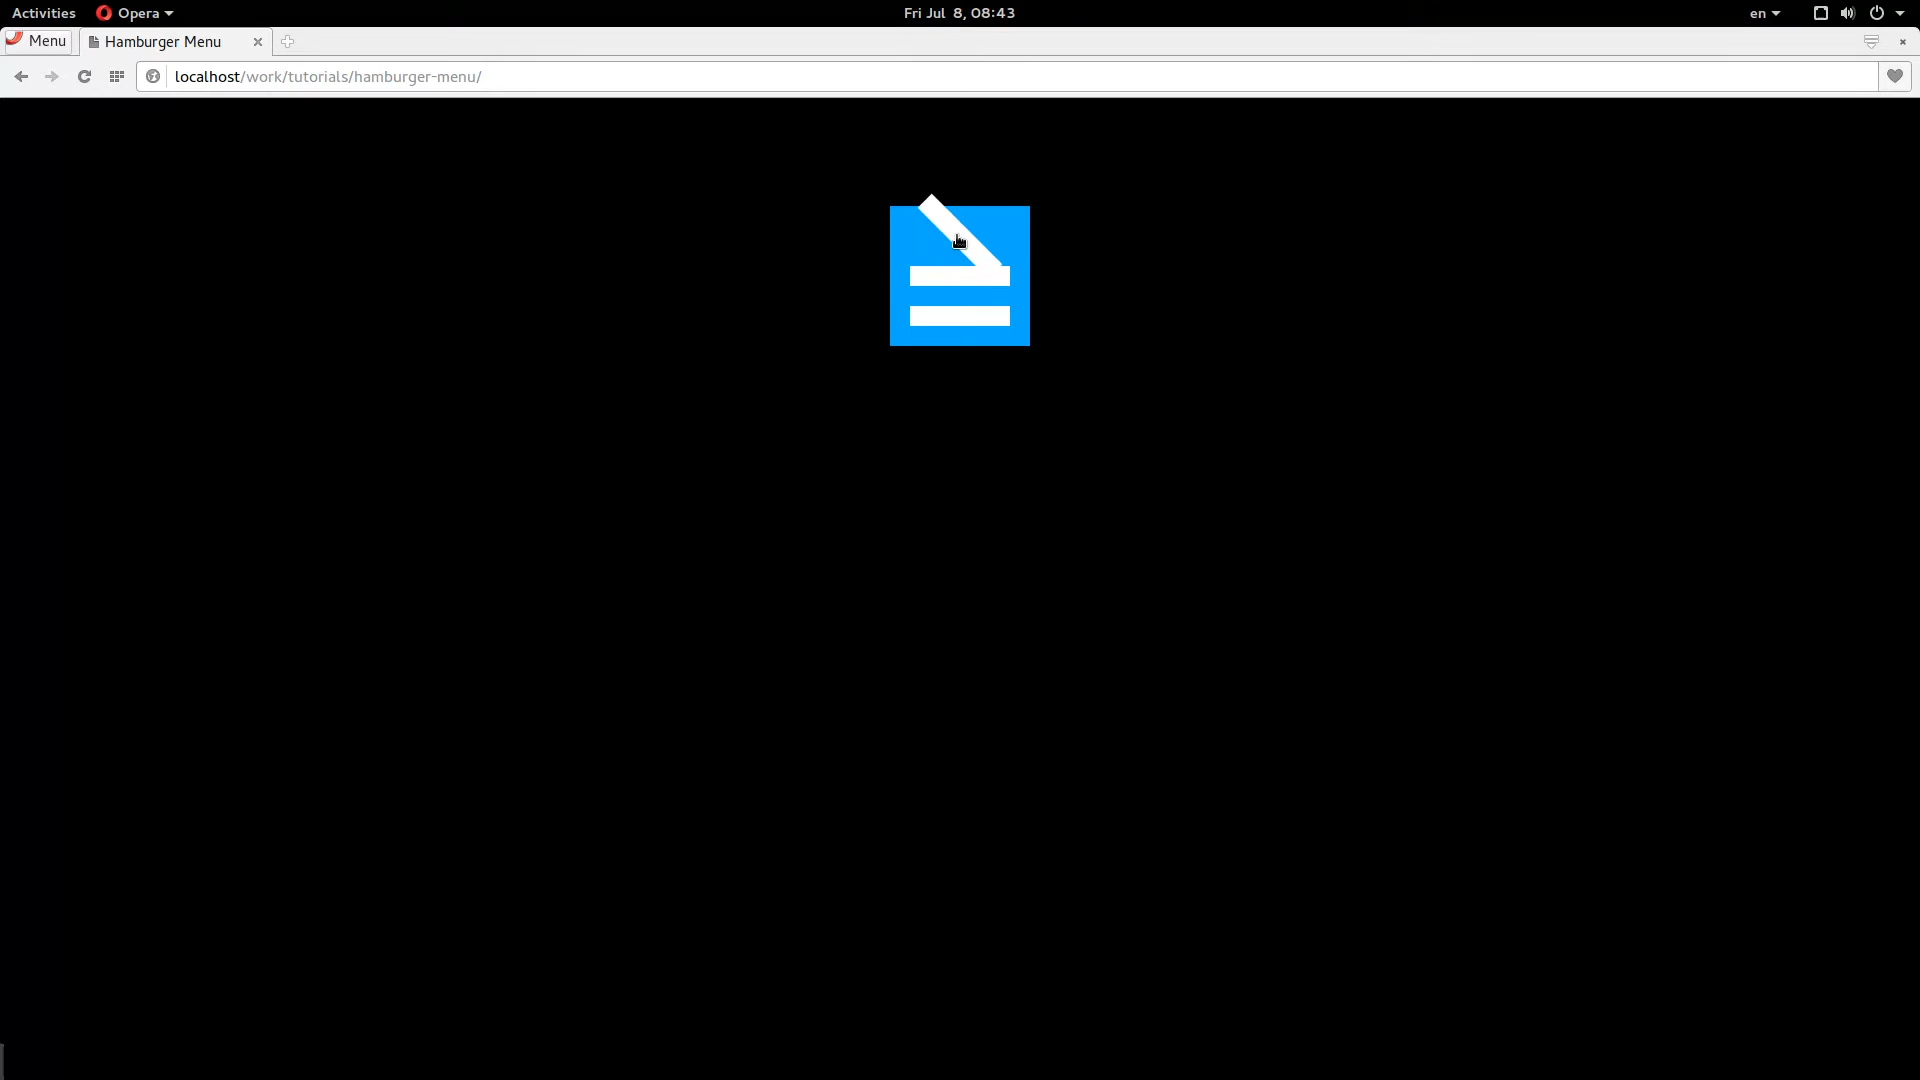 Activities Opera Fri Jul 8, 08:43 en
Menu Hamburger Menu
localhost/work/tutorials/hamburger-menu/